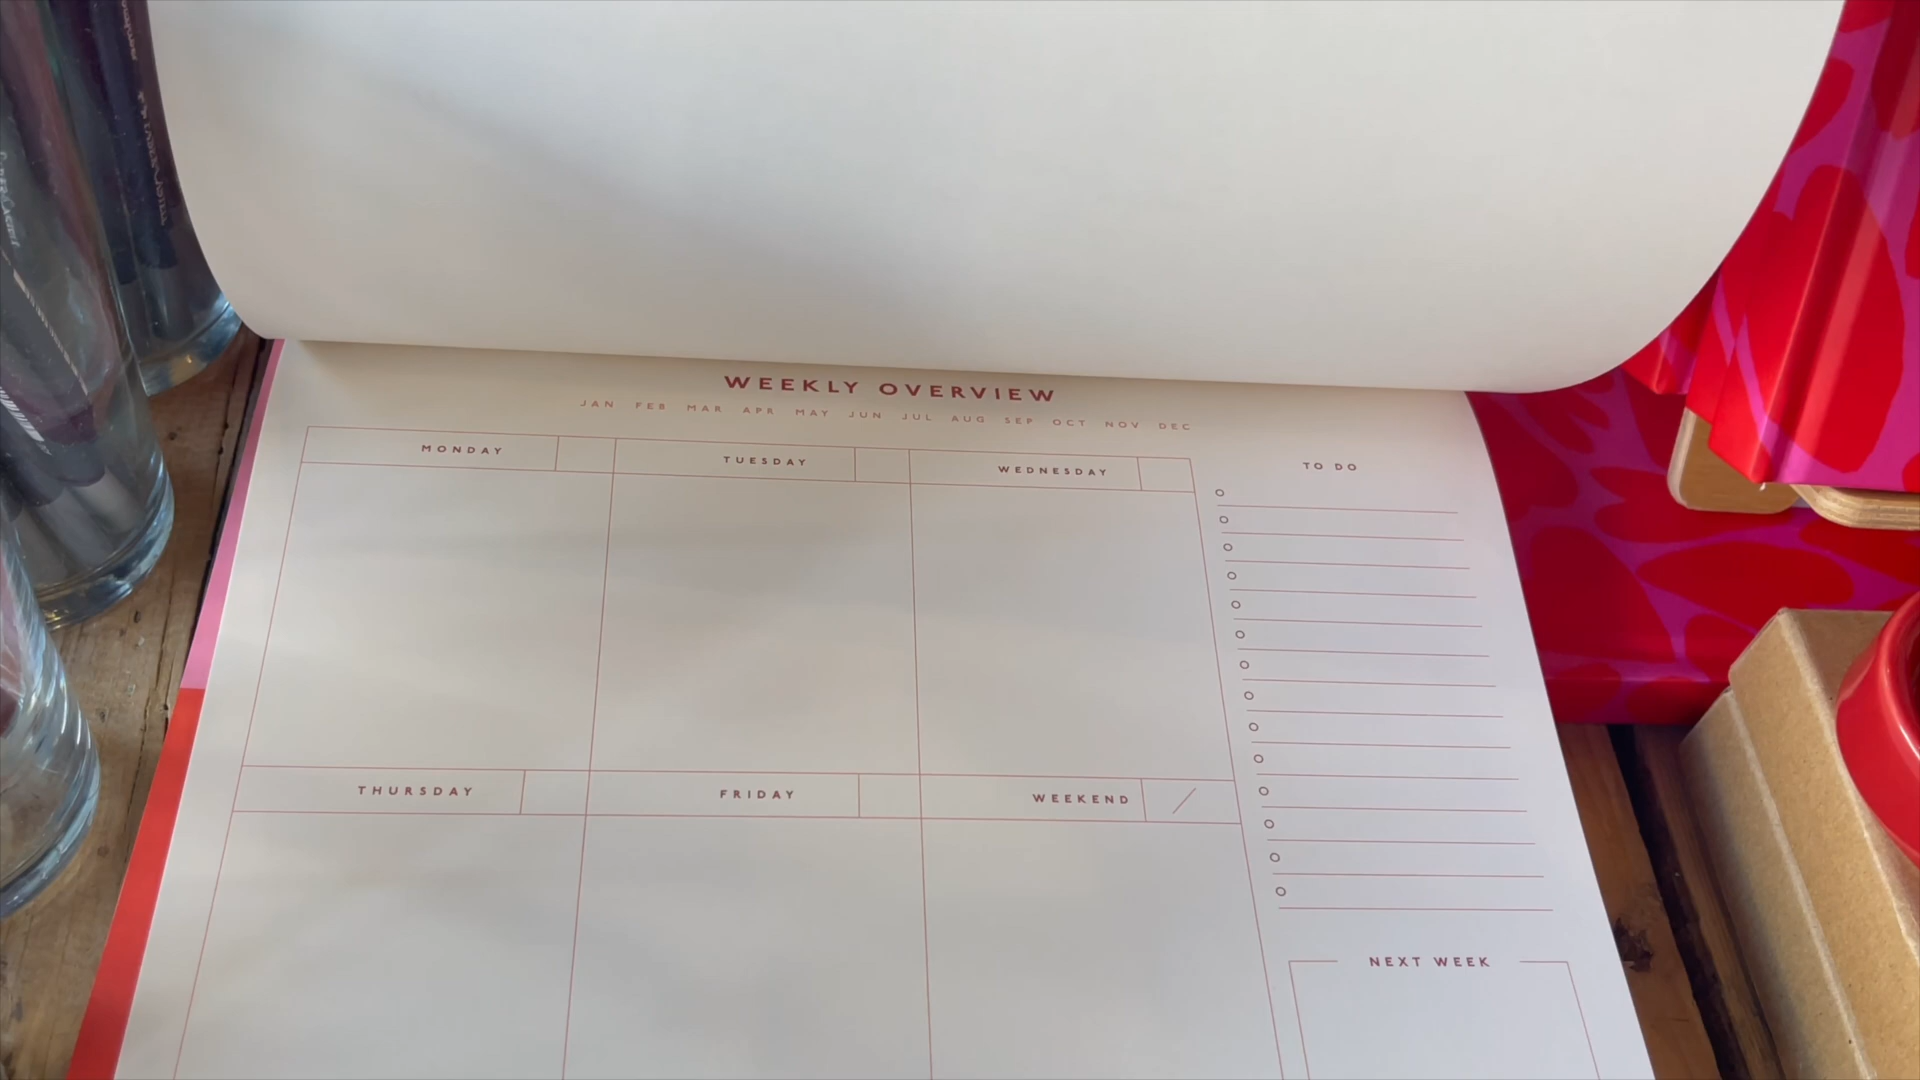 WEEKLY OVERVIEW
JAN FEB MAR APR MAY JUN JUL AUG SEP OCT NOV DEC
MONDAY TUESDAY WEDNESDAY
TO DO
THURSDAY FRIDAY WEEKEND /
NEXT WEEK